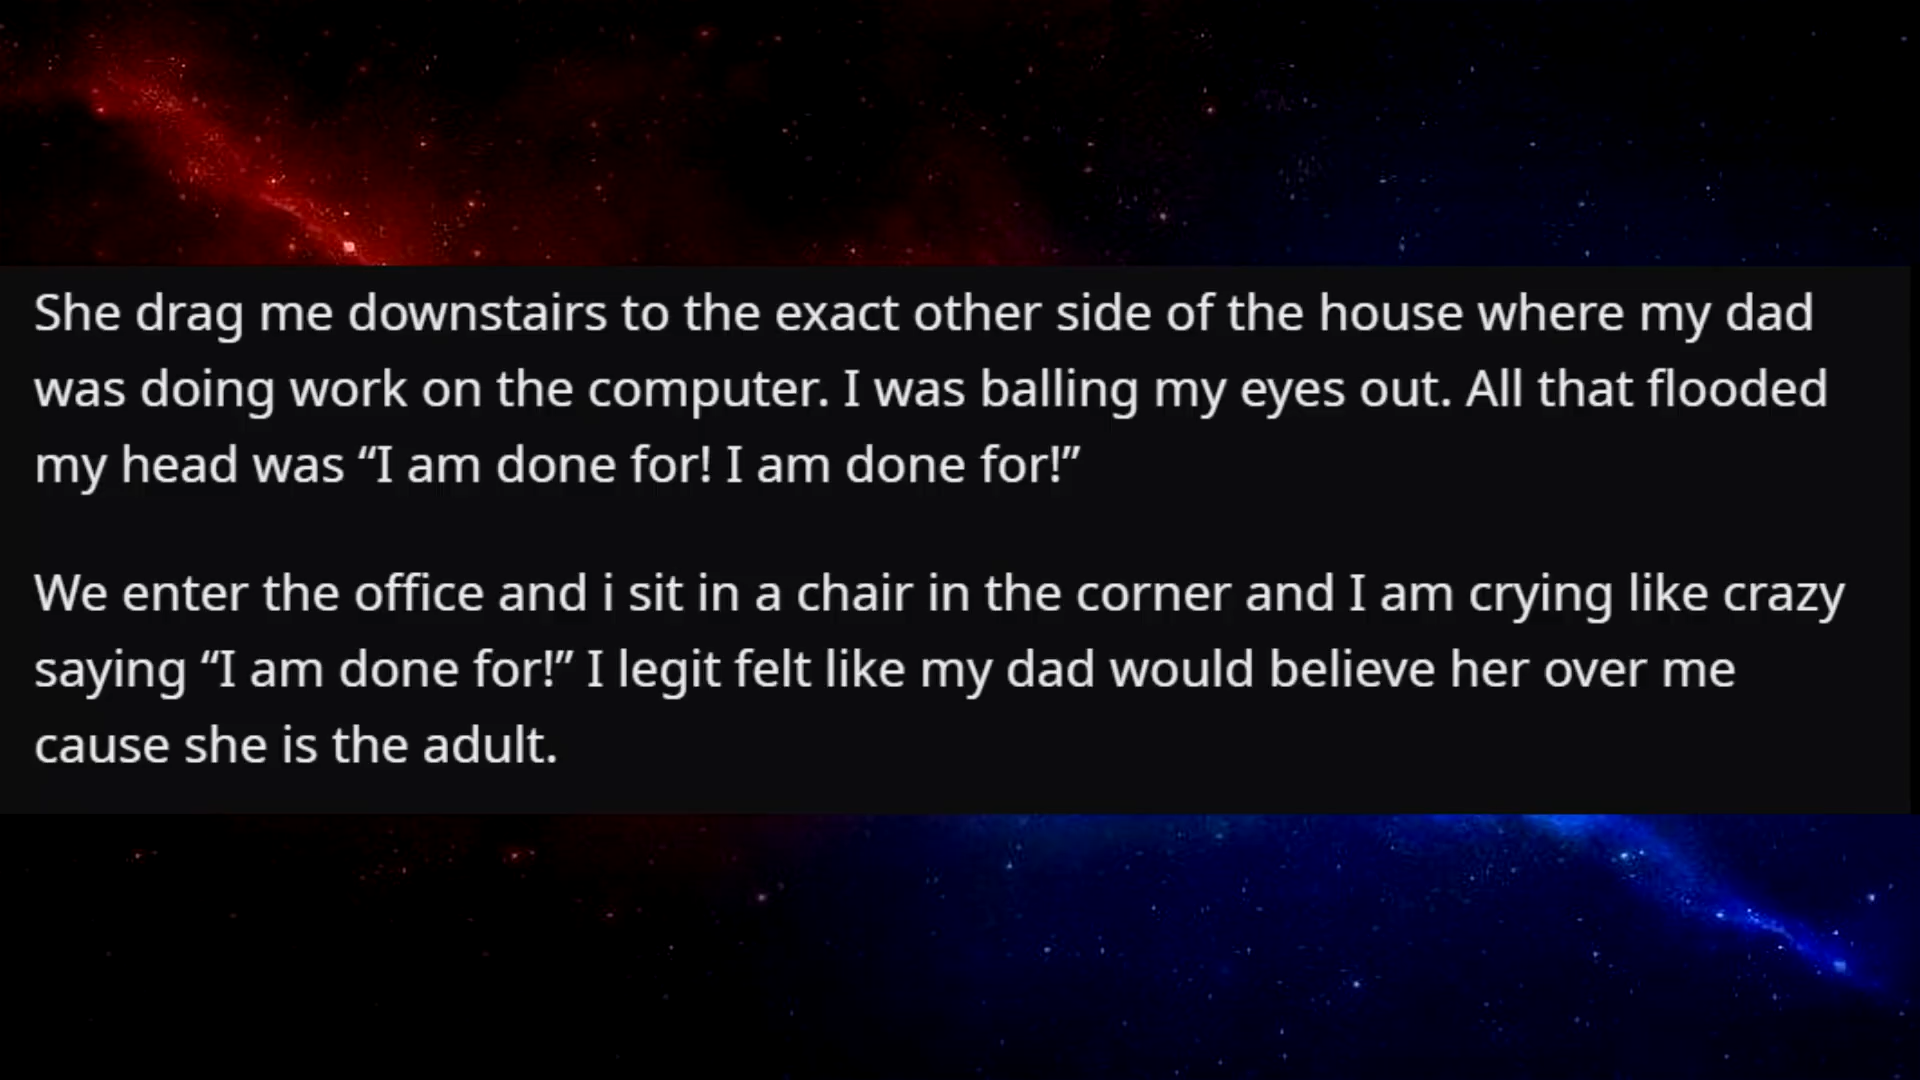 She drag me downstairs to the exact other side of the house where my dad
was doing work on the computer. I was balling my eyes out. All that flooded
my head was “I am done for! I am done for!”
We enter the office and i sit in a chair in the corner and I am crying like crazy
saying “I am done for!” I legit felt like my dad would believe her over me
cause she is the adult.